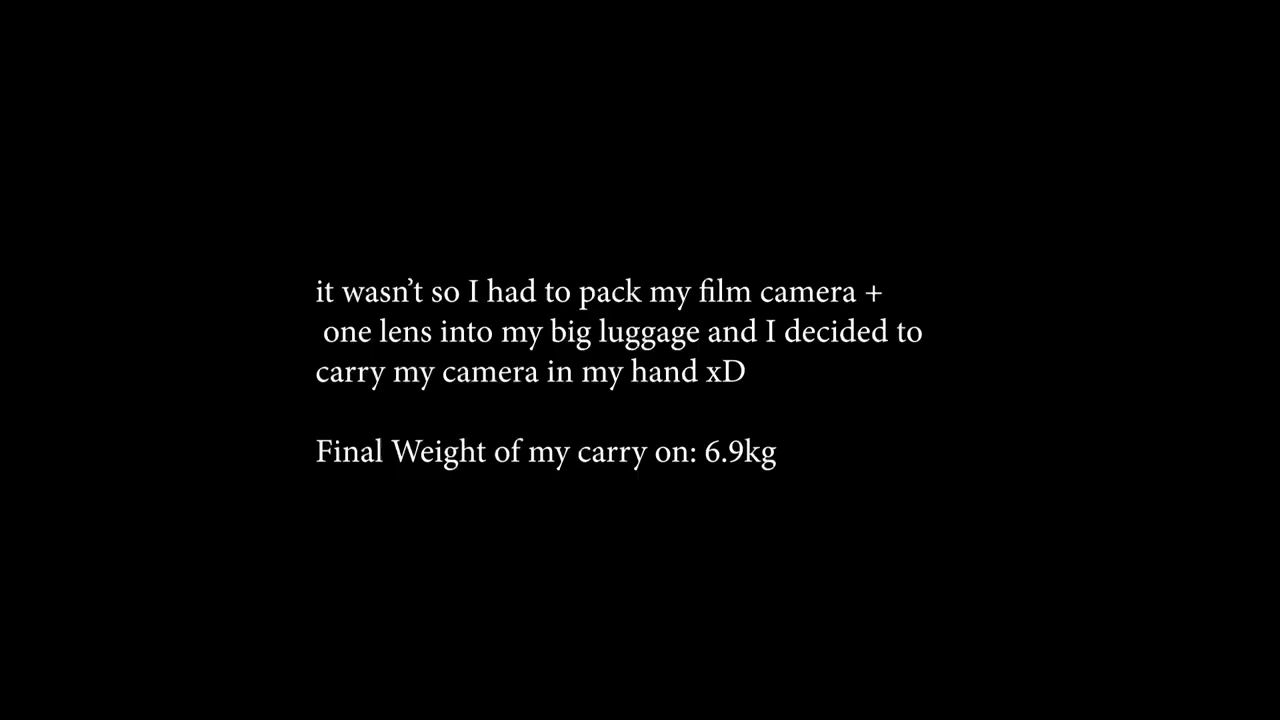 it wasn’t so I had to pack my film camera +
one lens into my big luggage and I decided to
carry my camera in my hand xD
Final Weight of my carry on: 6.9kg